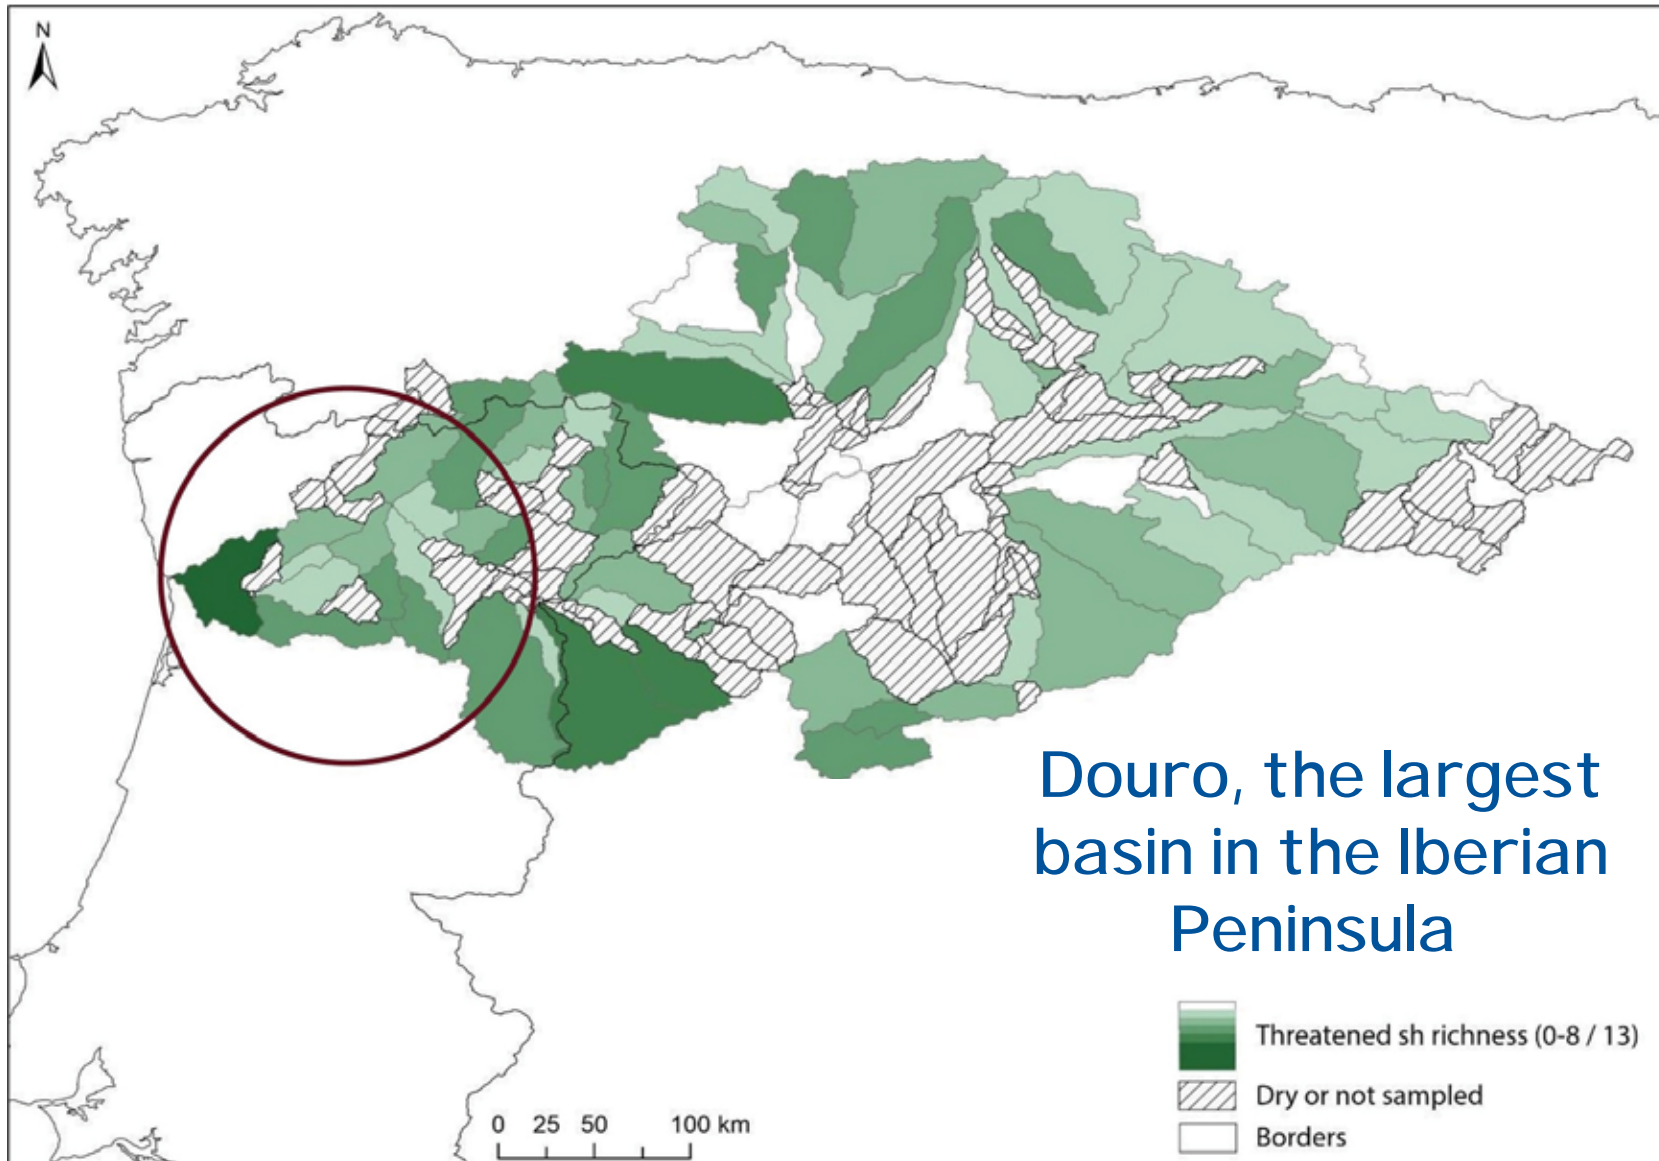 N
Douro, the largest
basin in the Iberian
Peninsula
Threatened sh richness (0-8 / 13)
Dry or not sampled
Borders
0 25 50 100 km